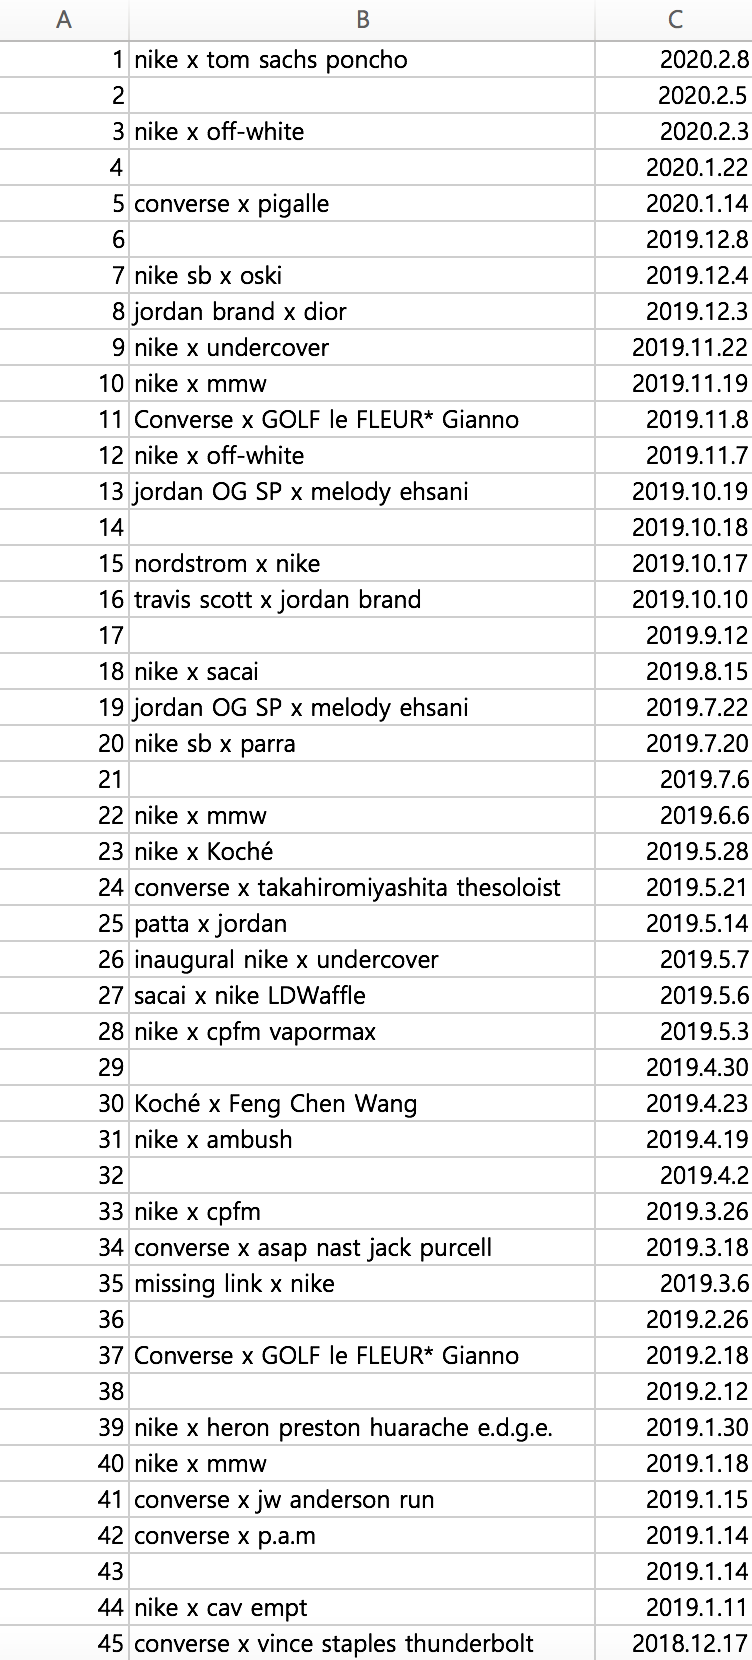 A B C
1 nike x tom sachs poncho 2020.2.8
2 2020.2.5
3 nike x off-white 2020.2.3
4 2020.1.22
5 converse x pigalle 2020.1.14
6 2019.12.8
7 nike sb x oski 2019.12.4
8 jordan brand x dior 2019.12.3
9 nike x undercover 2019.11.22
10 nike x mmw 2019.11.19
11 Converse x GOLF le FLEUR* Gianno 2019.11.8
12 nike x off-white 2019.11.7
13 jordan OG SP x melody ehsani 2019.10.19
14 2019.10.18
15 nordstrom x nike 2019.10.17
16 travis scott x jordan brand 2019.10.10
17 2019.9.12
18 nike x sacai 2019.8.15
19 jordan OG SP x melody ehsani 2019.7.22
20 nike sb x parra 2019.7.20
21 2019.7.6
22 nike x mmw 2019.6.6
23 nike x Koché 2019.5.28
24 converse x takahiromiyashita thesoloist 2019.5.21
25 patta x jordan 2019.5.14
26 inaugural nike x undercover 2019.5.7
27 sacai x nike LDWaffle 2019.5.6
28 nike x cpfm vapormax 2019.5.3
29 2019.4.30
30 Koché x Feng Chen Wang 2019.4.23
31 nike x ambush 2019.4.19
32 2019.4.2
33 nike x cpfm 2019.3.26
34 converse x asap nast jack purcell 2019.3.18
35 missing link x nike 2019.3.6
36 2019.2.26
37 Converse x GOLF le FLEUR* Gianno 2019.2.18
38 2019.2.12
39 nike x heron preston huarache e.d.g.e. 2019.1.30
40 nike x mmw 2019.1.18
41 converse x jw anderson run 2019.1.15
42 converse x p.a.m 2019.1.14
43 2019.1.14
44 nike x cav empt 2019.1.11
45 converse x vince staples thunderbolt 2018.12.17